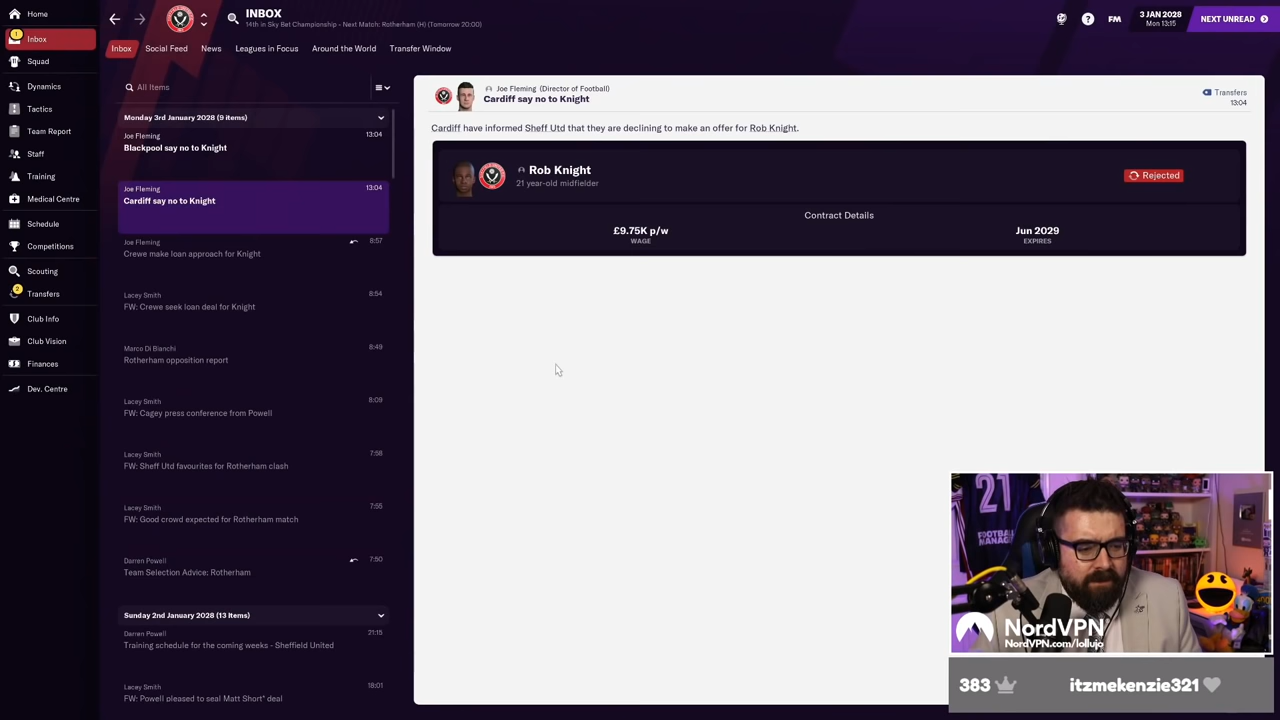 Home
1
Inbox
Squad
Dynamics
Tactics
Team Report
Staff
Training
Medical Centre
Schedule
Competitions
Scouting
2
Transfers
Club Info
Club Vision
Finances
Dev. Centre
INBOX
14th in Sky Bet Championship - Next Match: Rotherham (H) (Tomorrow 20:00)
FM
3 JAN 2028
Mon 13:15
NEXT UNREAD
Inbox Social Feed News Leagues in Focus Around the World Transfer Window
All Items
Monday 3rd January 2028 (9 items)
Joe Fleming 13:04
Blackpool say no to Knight
Joe Fleming 13:04
Cardiff say no to Knight
Joe Fleming 8:57
Crewe make loan approach for Knight
Lacey Smith 8:54
FW: Crewe seek loan deal for Knight
Marco Di Bianchi 8:49
Rotherham opposition report
Lacey Smith 8:09
FW: Cagey press conference from Powell
Lacey Smith 7:58
FW: Sheff Utd favourites for Rotherham clash
Lacey Smith 7:55
FW: Good crowd expected for Rotherham match
Darren Powell 7:50
Team Selection Advice: Rotherham
Sunday 2nd January 2028 (13 Items)
Darren Powell 21:15
Training schedule for the coming weeks - Sheffield United
Lacey Smith 18:01
FW: Powell pleased to seal Matt Short' deal
Joe Fleming (Director of Football)
Cardiff say no to Knight
Transfers
13:04
Cardiff have informed Sheff Utd that they are declining to make an offer for Rob Knight.
Rob Knight
21 year-old midfielder
Rejected
Contract Details
£9.75K p/w
WAGE
Jun 2029
EXPIRES
21
FOOTBALL
NordVPN
NordVPN.com/lollujo
383
itzmekenzie321